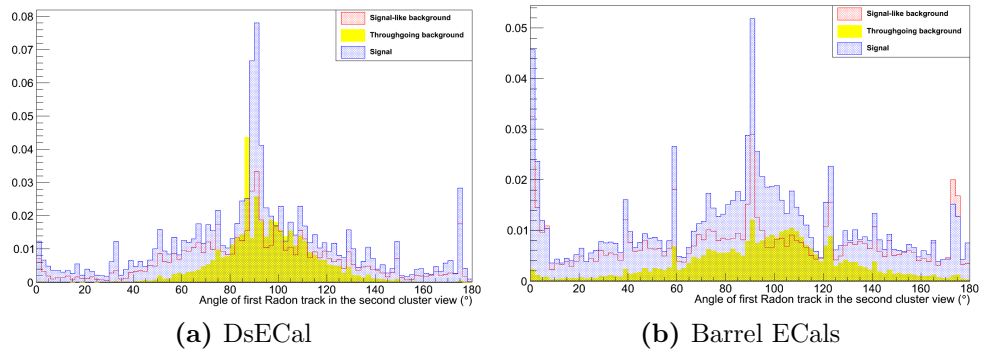 Signal-like background
Throughgoing background
Signal
0.08
0.07
0.06
0.05
0.04
0.03
0.02
0.01
0
0 20 40 60 80 100 120 140 160 180
Angle of first Radon track in the second cluster view (°)
(a) DsECal
Signal-like background
Throughgoing background
Signal
0.05
0.04
0.03
0.02
0.01
0
0 20 40 60 80 100 120 140 160 180
Angle of first Radon track in the second cluster view (°)
(b) Barrel ECals